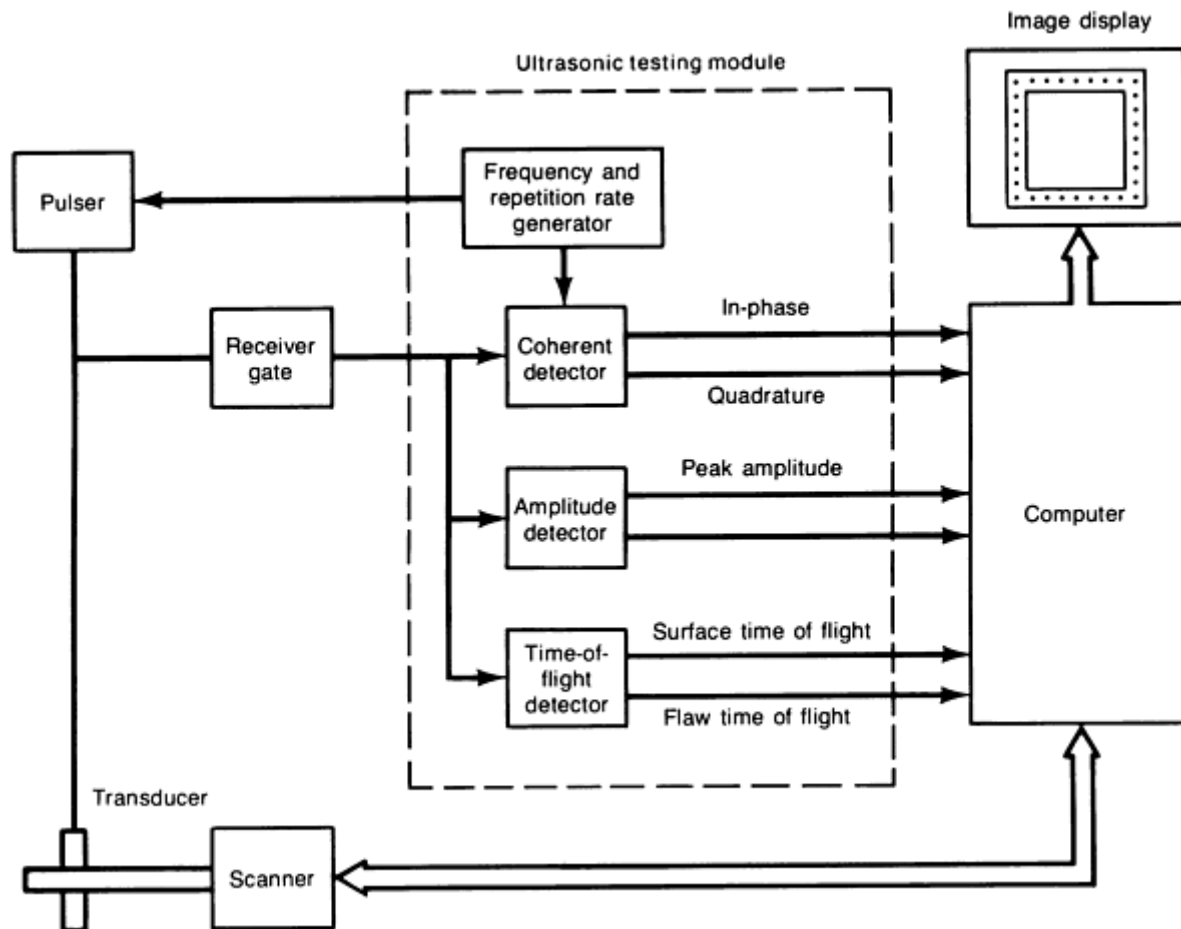 Image display
Ultrasonic testing module
Pulser
Frequency and
repetition rate
generator
In-phase
Receiver
gate
Coherent
detector
Quadrature
Peak amplitude
Amplitude
detector
Computer
Surface time of flight
Time-of-
flight
detector
Flaw time of flight
Transducer
Scanner